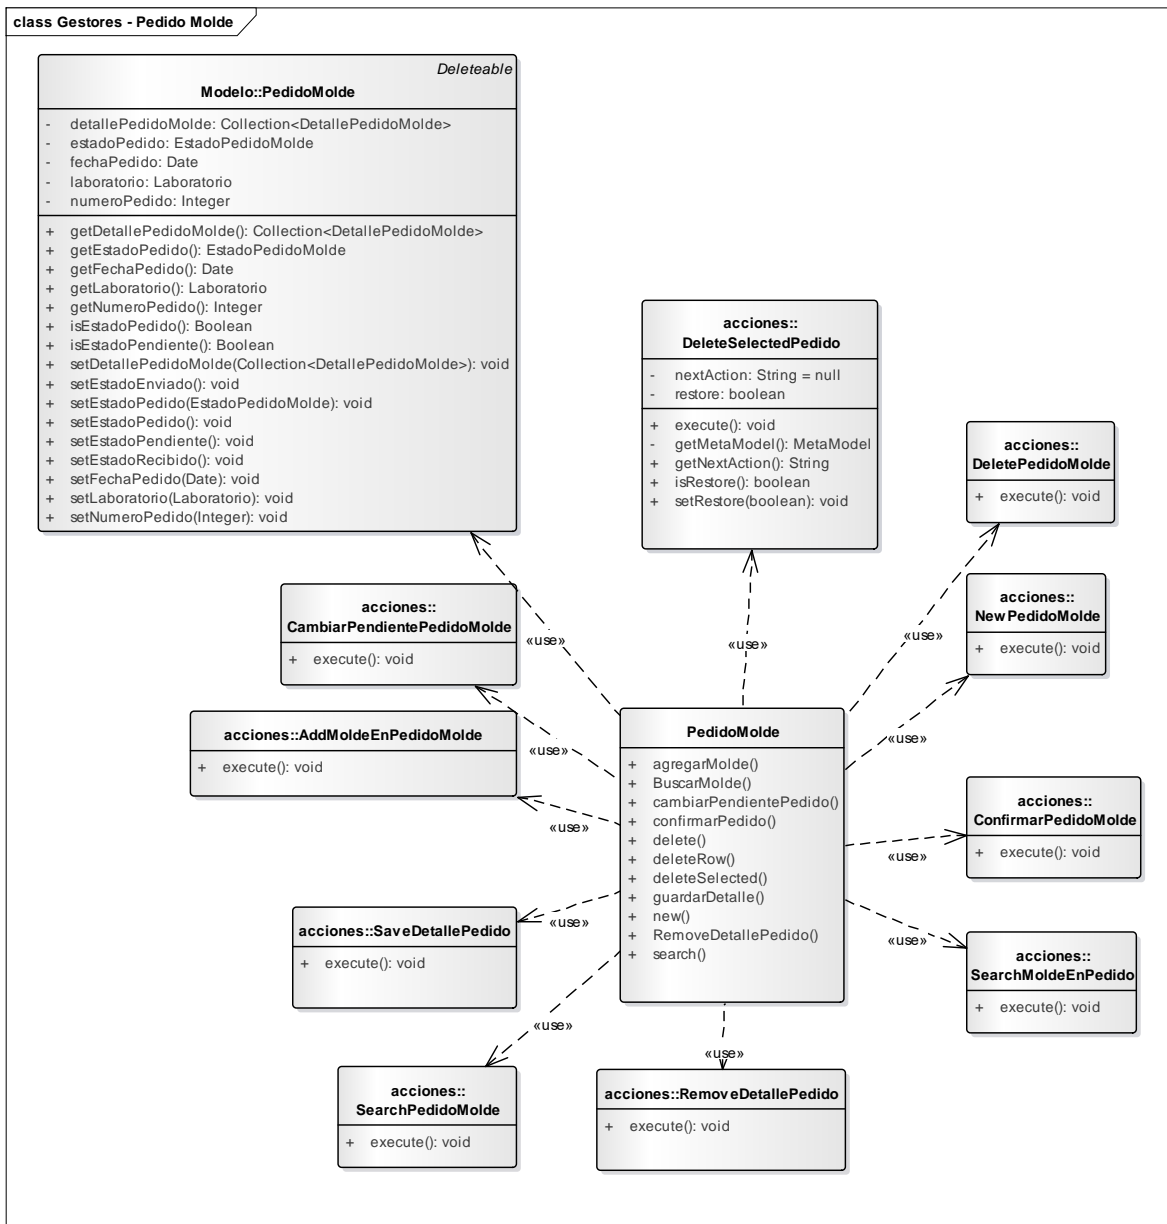 class Gestores - Pedido Molde
Deleteable
Modelo::PedidoMolde
- detallePedidoMolde: Collection<DetallePedidoMolde>
- estadoPedido: EstadoPedidoMolde
- fechaPedido: Date
- laboratorio: Laboratorio
- numeroPedido: Integer
+ getDetallePedidoMolde(): Collection<DetallePedidoMolde>
+ getEstadoPedido(): EstadoPedidoMolde
+ getFechaPedido(): Date
+ getLaboratorio(): Laboratorio
+ getNumeroPedido(): Integer
+ isEstadoPedido(): Boolean
+ isEstadoPendiente(): Boolean
+ setDetallePedidoMolde(Collection<DetallePedidoMolde>): void
+ setEstadoEnviado(): void
+ setEstadoPedido(EstadoPedidoMolde): void
+ setEstadoPedido(): void
+ setEstadoPendiente(): void
+ setEstadoRecibido(): void
+ setFechaPedido(Date): void
+ setLaboratorio(Laboratorio): void
+ setNumeroPedido(Integer): void
acciones::
DeleteSelectedPedido
- nextAction: String = null
- restore: boolean
+ execute(): void
- getMetaModel(): MetaModel
+ getNextAction(): String
+ isRestore(): boolean
+ setRestore(boolean): void
acciones::
DeletePedidoMolde
+ execute(): void
acciones::
NewPedidoMolde
+ execute(): void
acciones::
CambiarPendientePedidoMolde
+ execute(): void
«use»
«use»
«use»
«use»
acciones::AddMoldeEnPedidoMolde
+ execute(): void
«use»
«use»
PedidoMolde
+ agregarMolde()
+ BuscarMolde()
+ cambiarPendientePedido()
+ confirmarPedido()
+ delete()
+ deleteRow()
+ deleteSelected()
+ guardarDetalle()
+ new()
+ RemoveDetallePedido()
+ search()
acciones::
ConfirmarPedidoMolde
+ execute(): void
«use»
«use»
acciones::SaveDetallePedido
+ execute(): void
«use»
«use»
acciones::
SearchMoldeEnPedido
+ execute(): void
«use»
«use»
acciones::
SearchPedidoMolde
+ execute(): void
acciones::RemoveDetallePedido
+ execute(): void